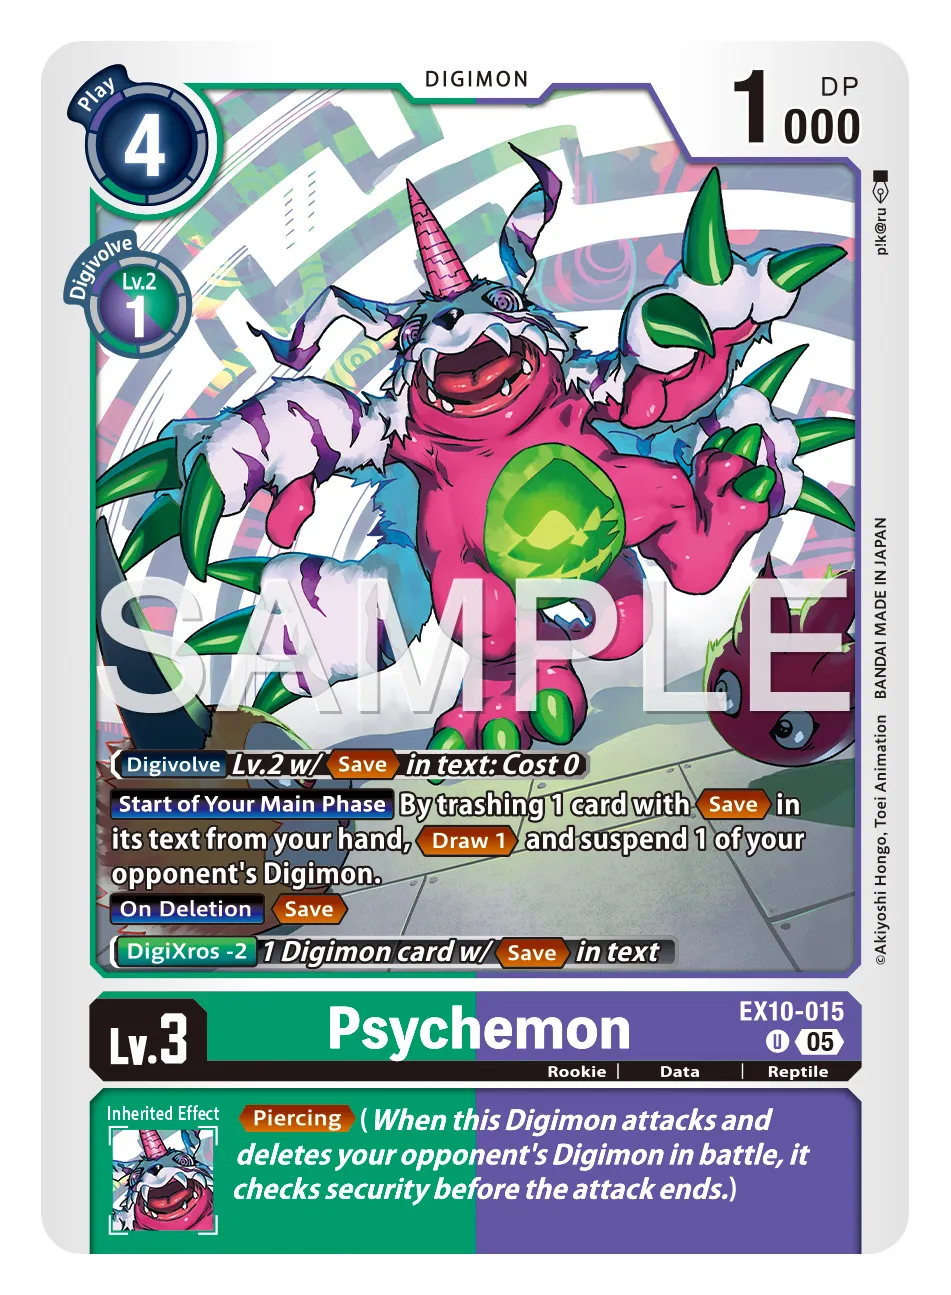 DIGIMON
Play
4
1000
DP
Digivolve
Lv.2
1
p!k@ru
SAMPLE
Digivolve Lv.2 w/ Save in text: Cost 0
Start of Your Main Phase By trashing 1 card with Save in
its text from your hand, Draw 1 and suspend 1 of your
opponent's Digimon.
On Deletion Save
DigiXros -2 1 Digimon card w/ Save in text
©Akiyoshi Hongo, Toei Animation BANDAI MADE IN JAPAN
Lv.3
Psychemon
EX10-015
U 05
Rookie | Data | Reptile
Inherited Effect
Piercing (When this Digimon attacks and
deletes your opponent's Digimon in battle, it
checks security before the attack ends.)